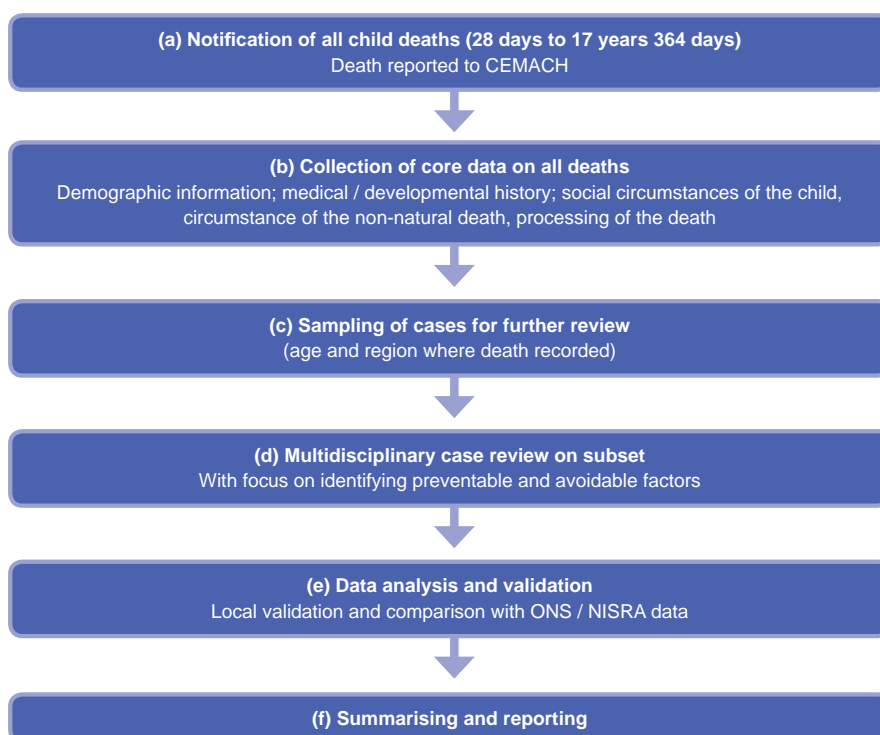 (a) Notification of all child deaths (28 days to 17 years 364 days)
Death reported to CEMACH
(b) Collection of core data on all deaths
Demographic information; medical / developmental history; social circumstances of the child,
circumstance of the non-natural death, processing of the death
(c) Sampling of cases for further review
(age and region where death recorded)
(d) Multidisciplinary case review on subset
With focus on identifying preventable and avoidable factors
(e) Data analysis and validation
Local validation and comparison with ONS / NISRA data
(f) Summarising and reporting